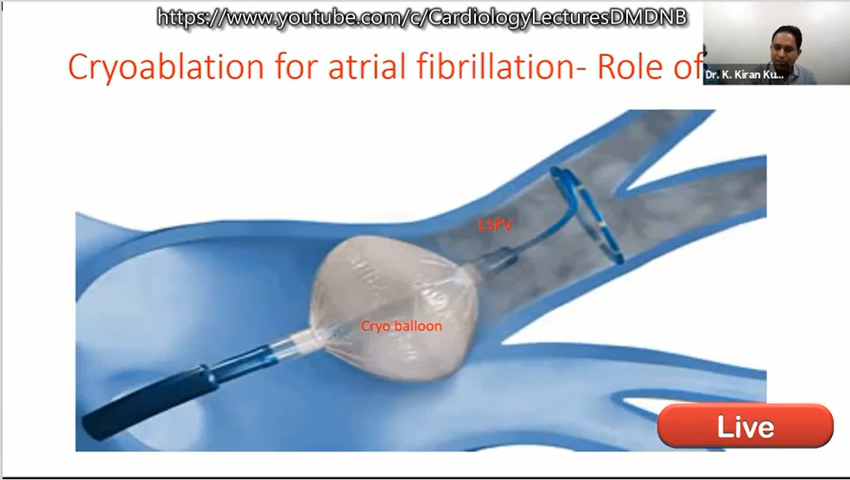 https://www.youtube.com/c/CardiologyLecturesDMDNB
Cryoablation for atrial fibrillation- Role of
Dr. K. Kiran Ku...
LSPV
Cryo balloon
Live